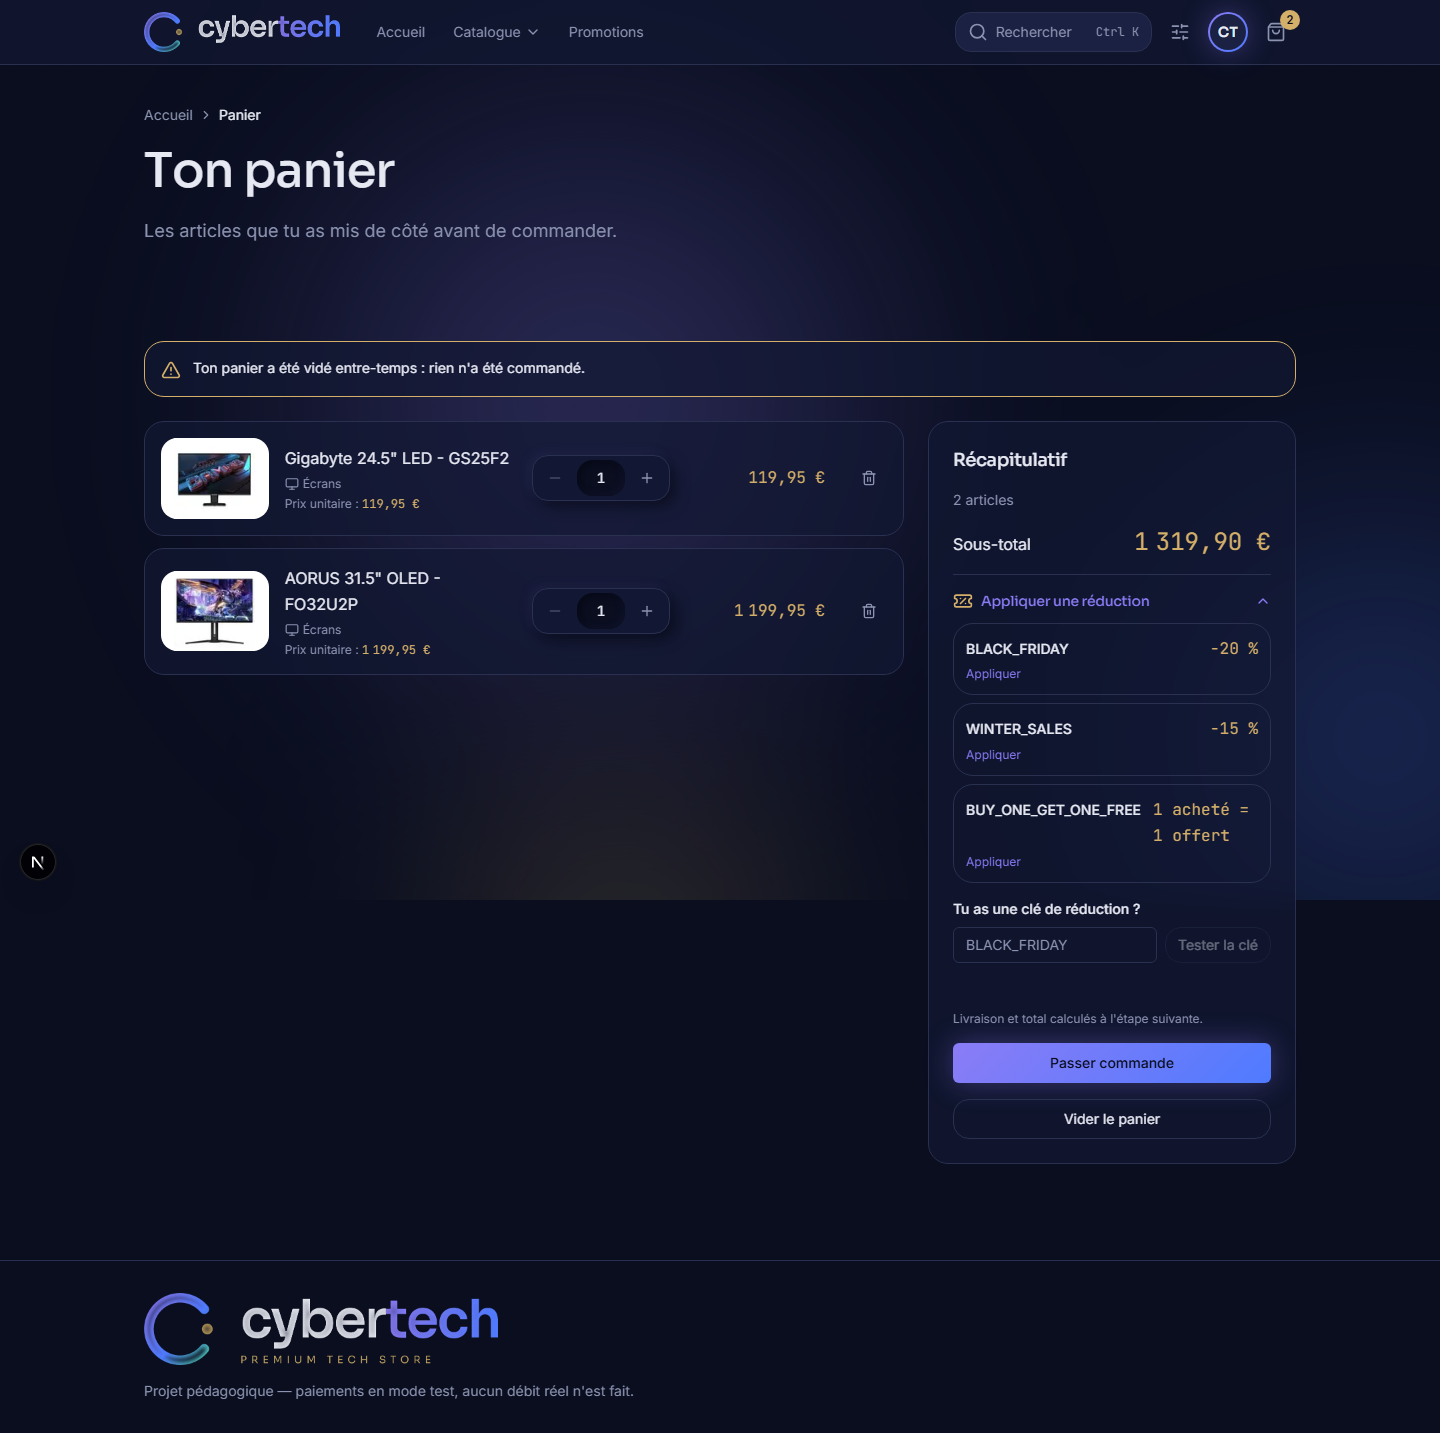 cybertech
Accueil
Catalogue
Promotions
Rechercher
Ctrl K
CT
2
Accueil > Panier
Ton panier
Les articles que tu as mis de côté avant de commander.
Ton panier a été vidé entre-temps : rien n'a été commandé.
Gigabyte 24.5" LED - GS25F2
Écrans
Prix unitaire : 119,95 €
1
119,95 €
AORUS 31.5" OLED -
FO32U2P
Écrans
Prix unitaire : 1 199,95 €
1
1 199,95 €
Récapitulatif
2 articles
Sous-total 1 319,90 €
Appliquer une réduction
BLACK_FRIDAY -20 %
Appliquer
WINTER_SALES -15 %
Appliquer
BUY_ONE_GET_ONE_FREE 1 acheté =
1 offert
Appliquer
Tu as une clé de réduction ?
BLACK_FRIDAY
Tester la clé
Livraison et total calculés à l'étape suivante.
Passer commande
Vider le panier
N
cybertech
PREMIUM TECH STORE
Projet pédagogique — paiements en mode test, aucun débit réel n'est fait.